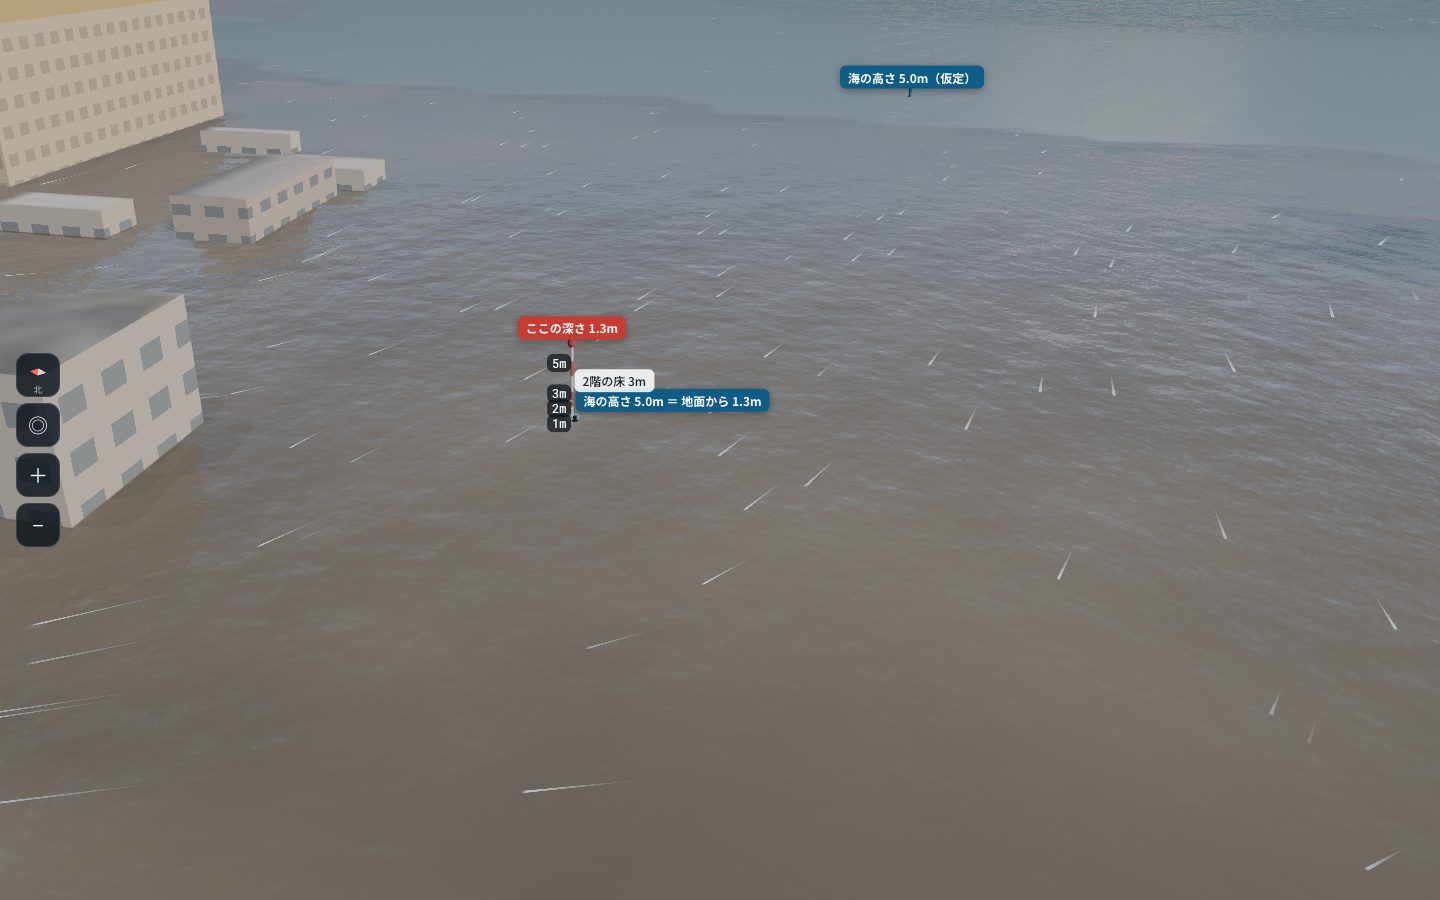 海の高さ 5.0m（仮定）
ここの深さ 1.3m
5m
2階の床 3m
3m
海の高さ 5.0m ＝ 地面から 1.3m
2m
1m
北
＋
−